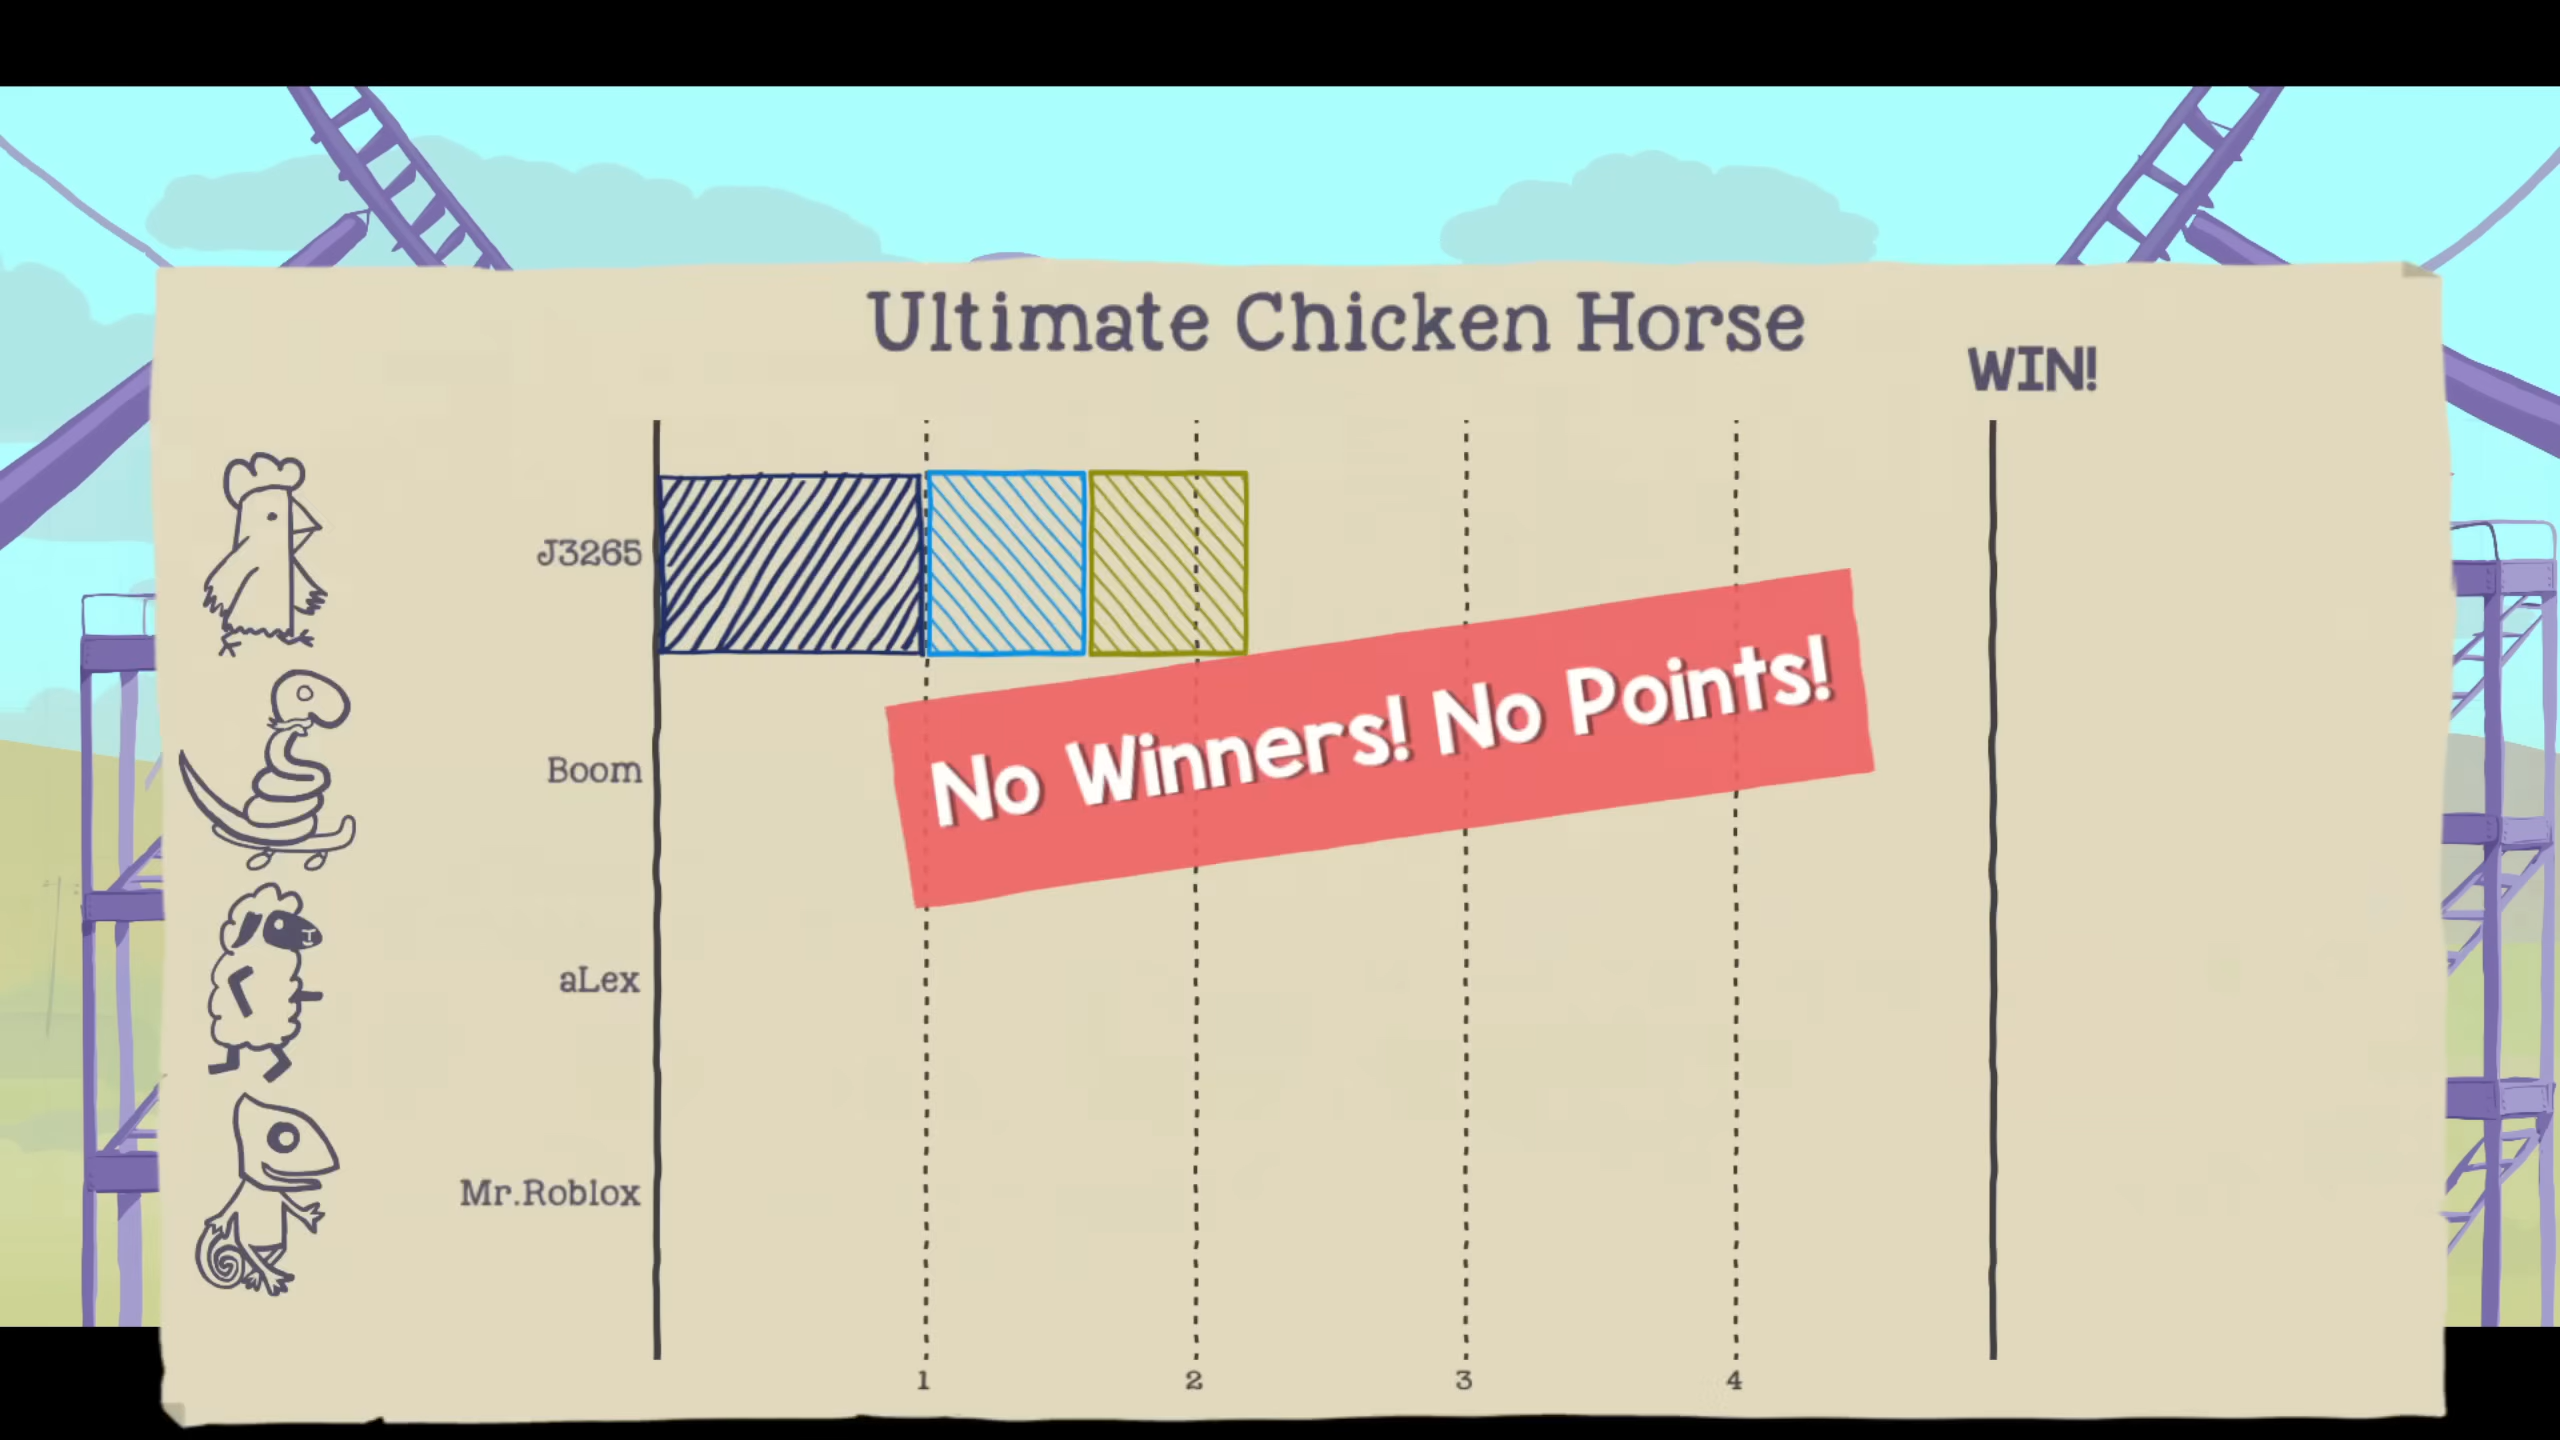 Ultimate Chicken Horse
WIN!
J3265
No Winners! No Points!
Boom
aLex
Mr.Roblox
1 2 3 4